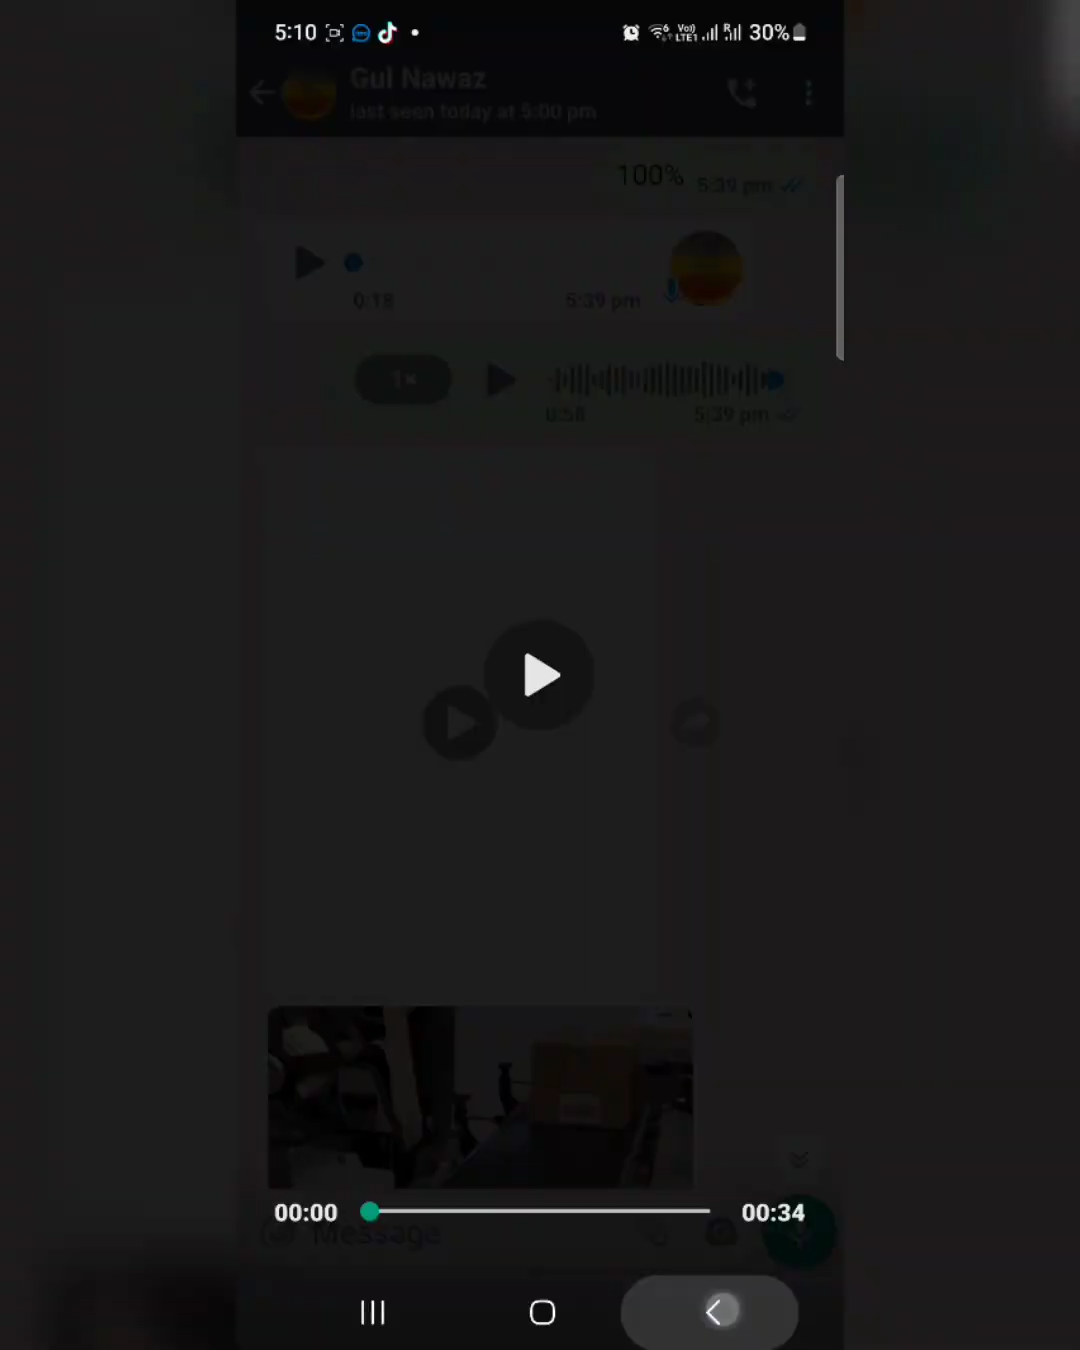 5:10
30%
Gul Nawaz
last seen today at 5:00 pm
100%
5:39 pm
0:18
5:39 pm
1x
0:58
5:39 pm
00:00
00:34
Message